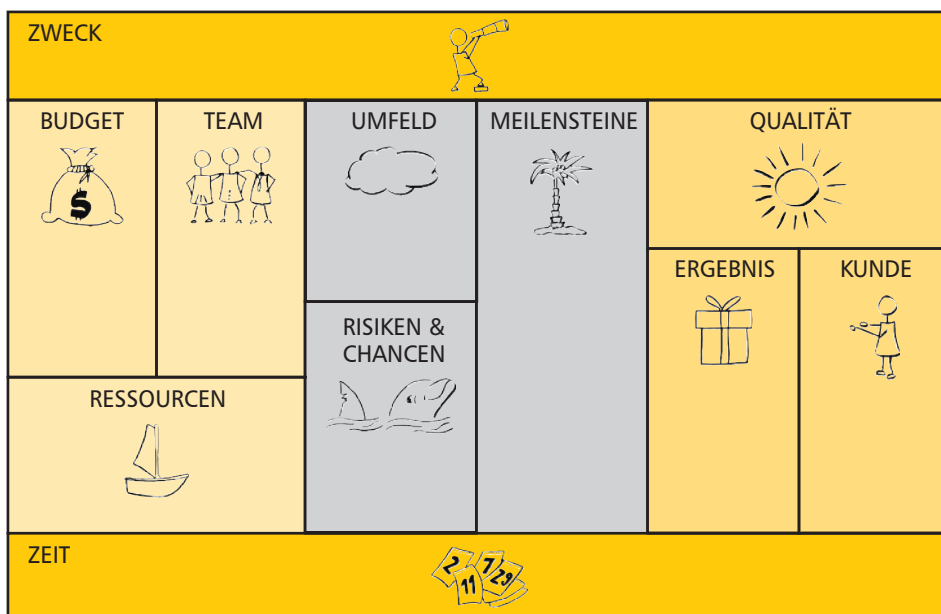 ZWECK
BUDGET
TEAM
UMFELD
MEILENSTEINE
QUALITÄT
$
ERGEBNIS
KUNDE
RISIKEN &
CHANCEN
RESSOURCEN
ZEIT
2
11
7
29